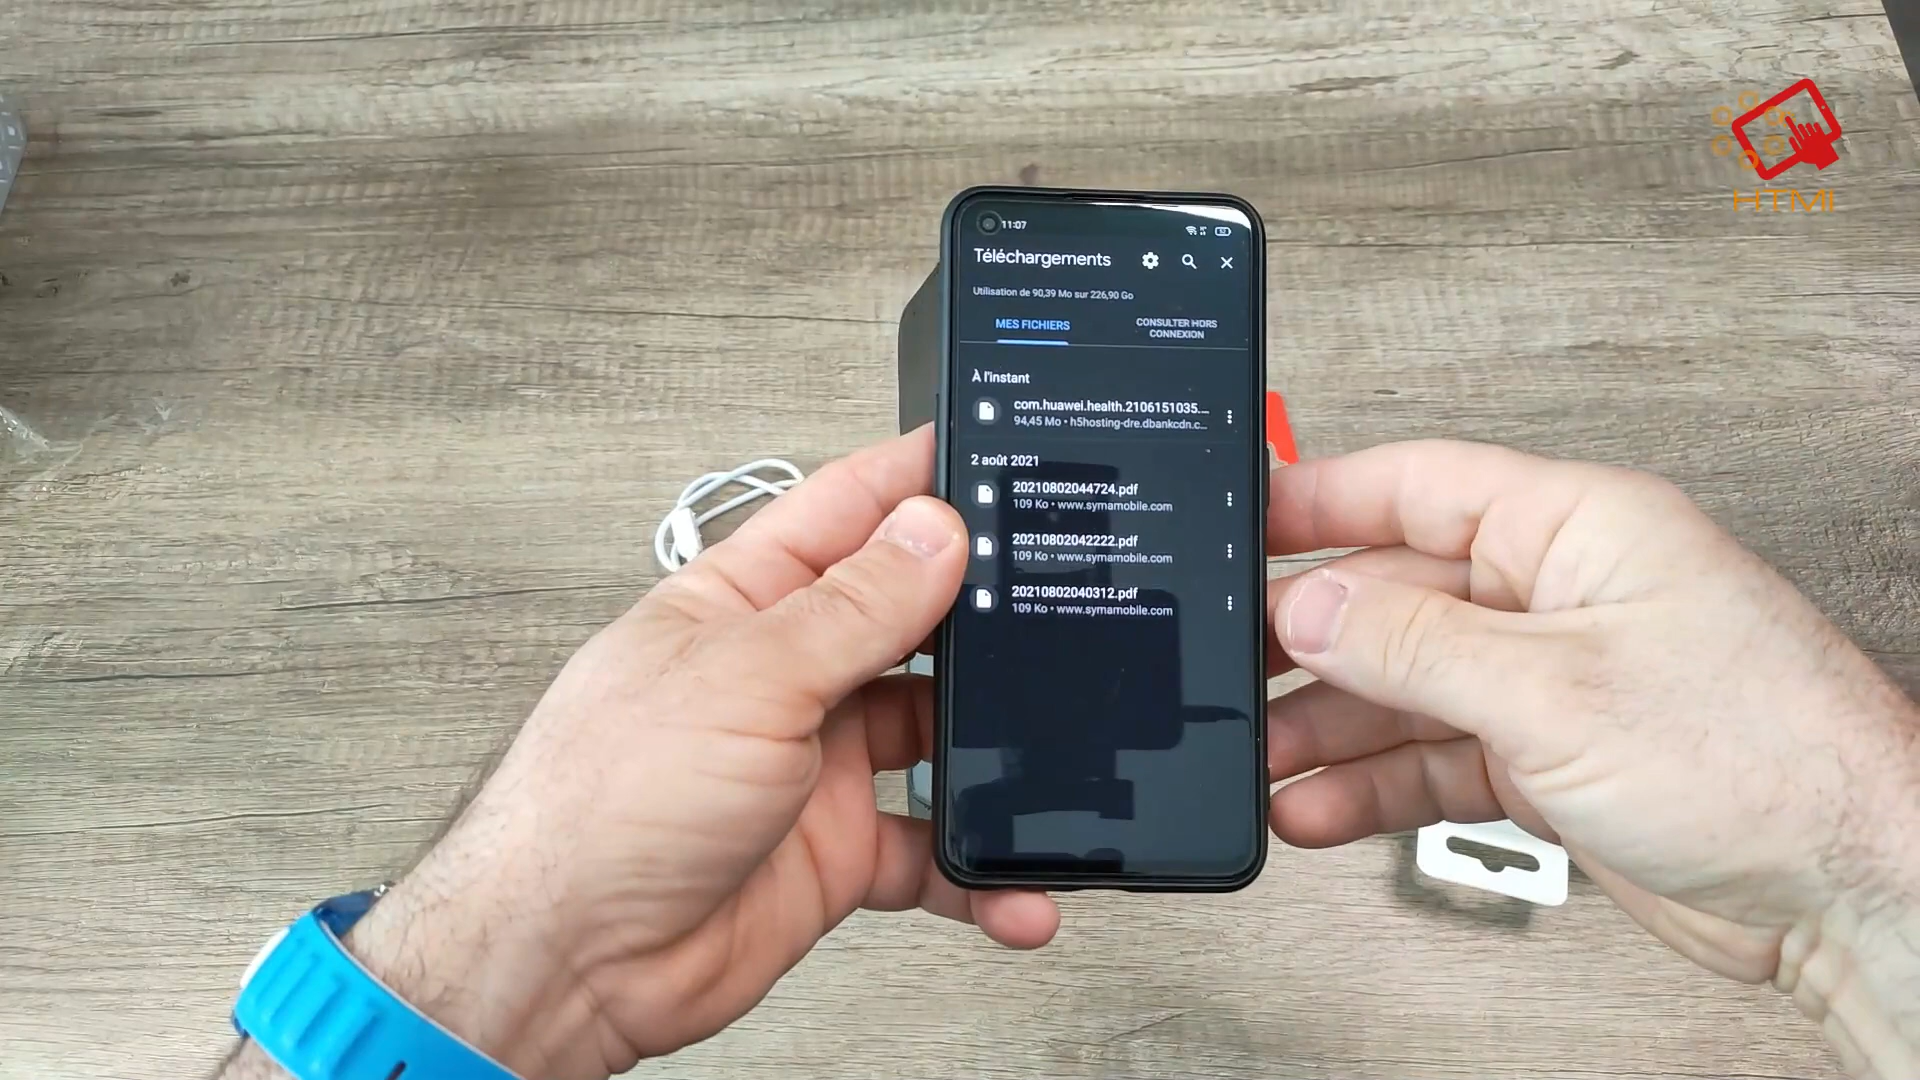 HTMI
11:07
Téléchargements
Utilisation de 90,39 Mo sur 226,90 Go
MES FICHIERS
CONSULTER HORS
CONNEXION
À l'instant
com.huawei.health.2106151035....
94,45 Mo • h5hosting-dre.dbankcdn.c...
2 août 2021
20210802044724.pdf
109 Ko • www.symamobile.com
20210802042222.pdf
109 Ko • www.symamobile.com
20210802040312.pdf
109 Ko • www.symamobile.com